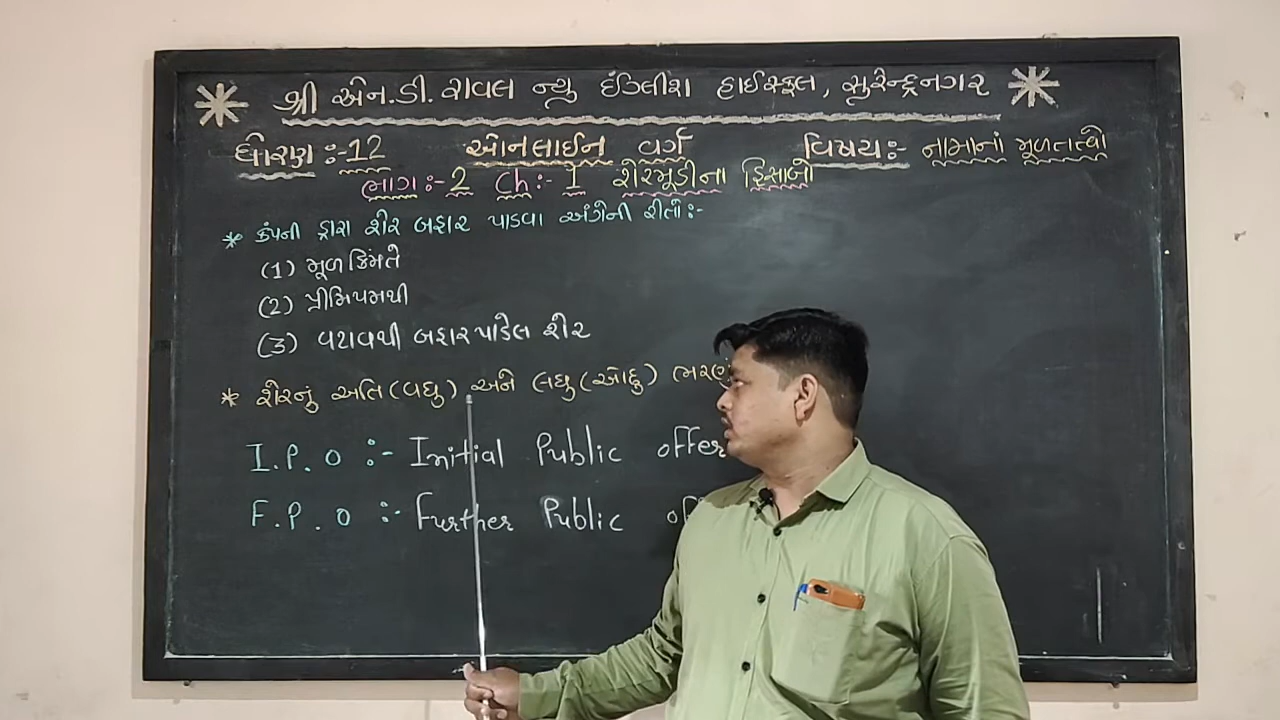 શ્રી એન.ડી. રાવલ ન્યુ ઇંગ્લીશ હાઈસ્કૂલ, સુરેન્દ્રનગર
ધોરણ :- 12 ઓનલાઈન વર્ગ વિષય :- નામાનાં મૂળતત્વો
ભાગ :- 2 Ch :- 1 શેરમૂડીના હિસાબો
* કંપની દ્વારા શેર બહાર પાડવા અંગેની રીતો :-
(1) મૂળ કિંમતે
(2) પ્રીમિયમથી
(3) વટાવથી બહાર પાડેલ શેર
* શેરનું અતિ (વધુ) અને લઘુ (ઓછુ) ભરણું
I.P.O :- Initial Public offer
F.P.O :- Further Public